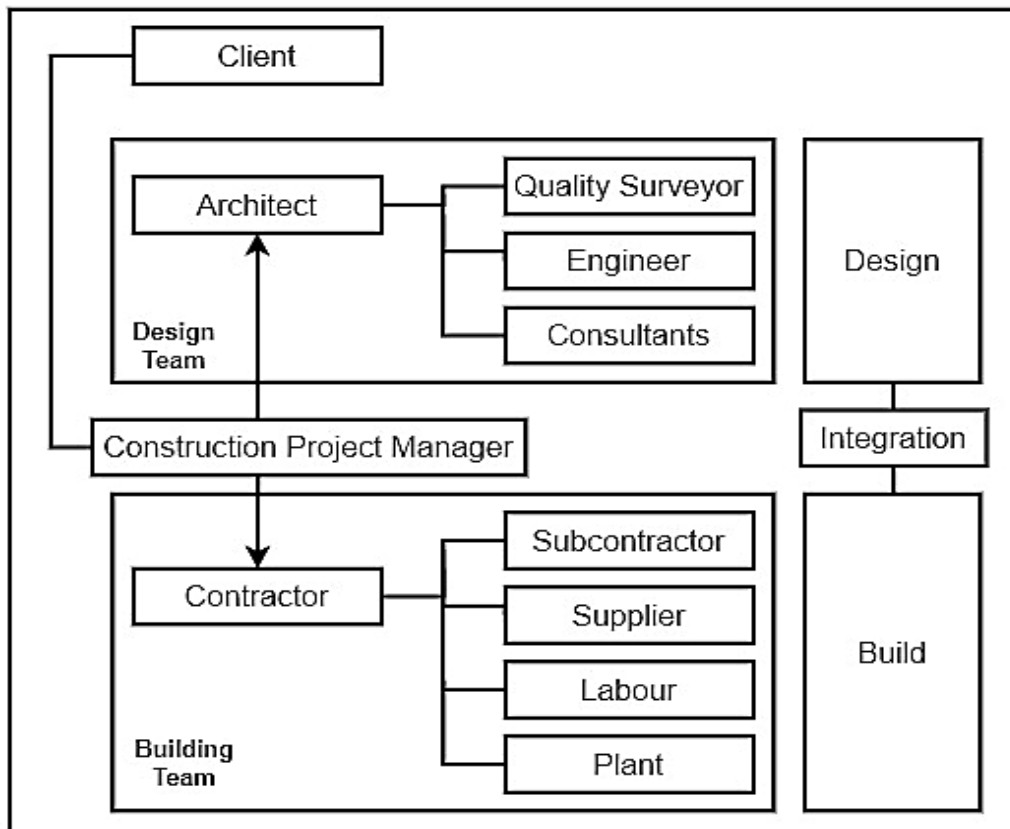 Client
Architect
Quality Surveyor
Engineer
Consultants
Design
Team
Design
Construction Project Manager
Integration
Contractor
Subcontractor
Supplier
Labour
Plant
Building
Team
Build